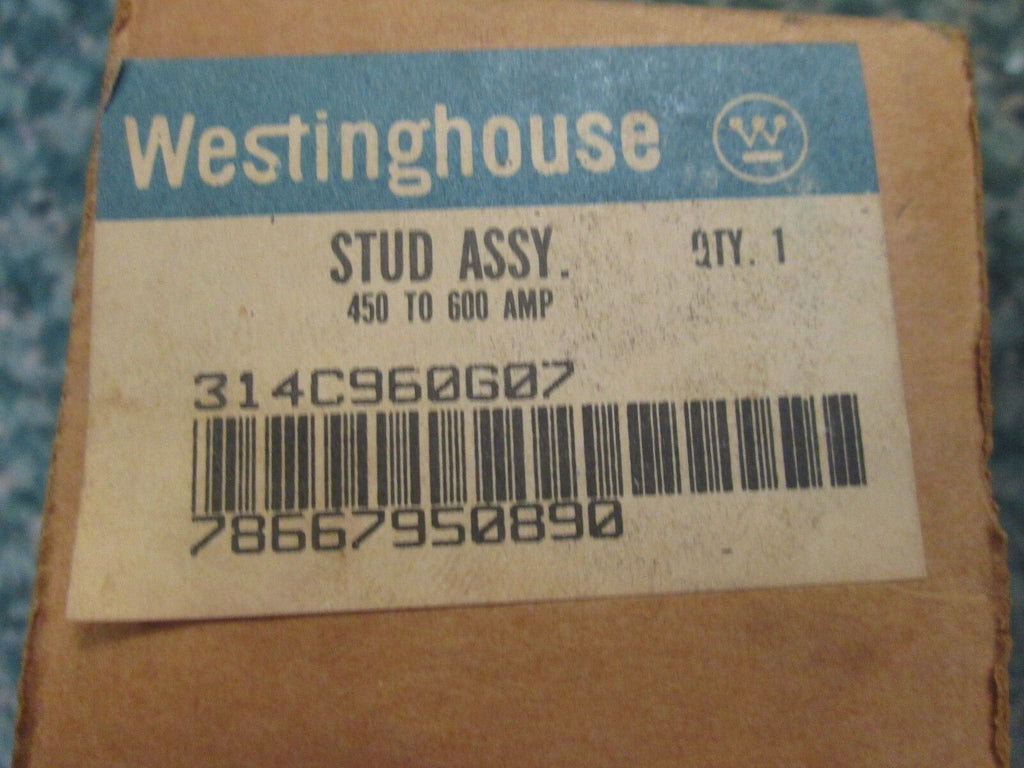 Westinghouse
STUD ASSY. QTY. 1
450 TO 600 AMP
314C960G07
78667950890